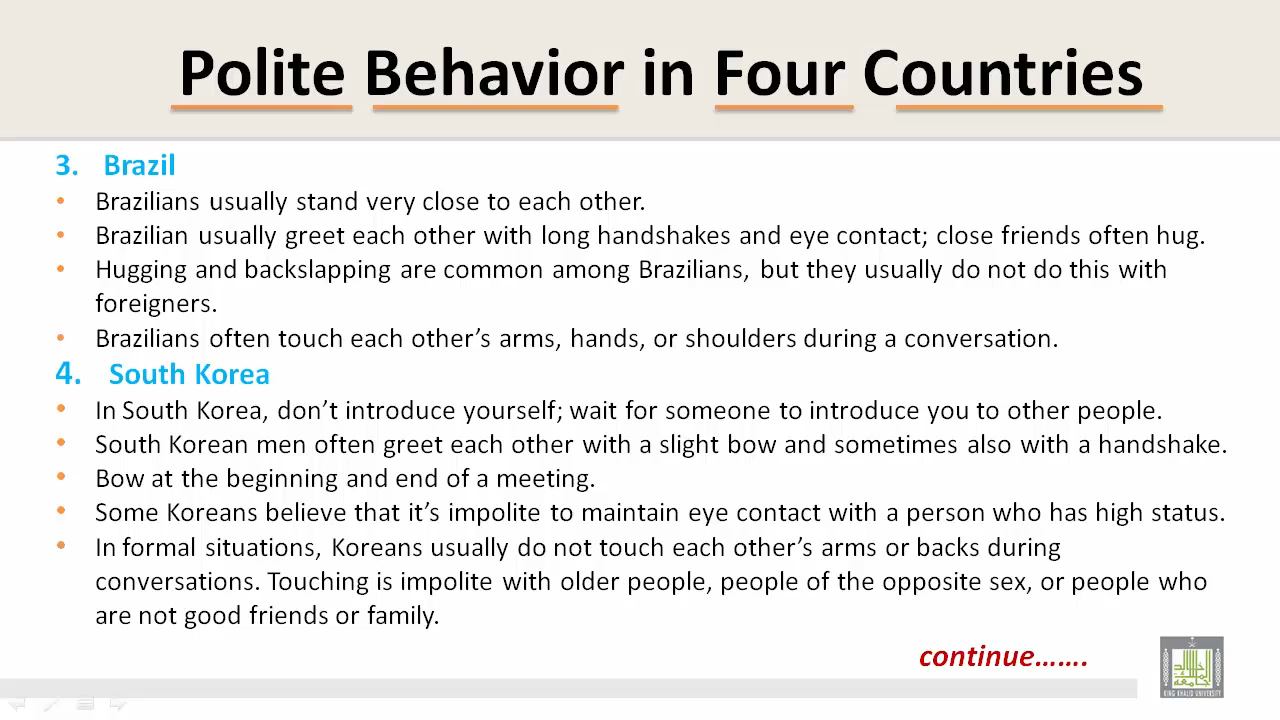 Polite Behavior in Four Countries
3. Brazil
• Brazilians usually stand very close to each other.
• Brazilian usually greet each other with long handshakes and eye contact; close friends often hug.
• Hugging and backslapping are common among Brazilians, but they usually do not do this with
foreigners.
• Brazilians often touch each other’s arms, hands, or shoulders during a conversation.
4. South Korea
• In South Korea, don’t introduce yourself; wait for someone to introduce you to other people.
• South Korean men often greet each other with a slight bow and sometimes also with a handshake.
• Bow at the beginning and end of a meeting.
• Some Koreans believe that it’s impolite to maintain eye contact with a person who has high status.
• In formal situations, Koreans usually do not touch each other’s arms or backs during
conversations. Touching is impolite with older people, people of the opposite sex, or people who
are not good friends or family.
continue…….
KING KHALID UNIVERSITY